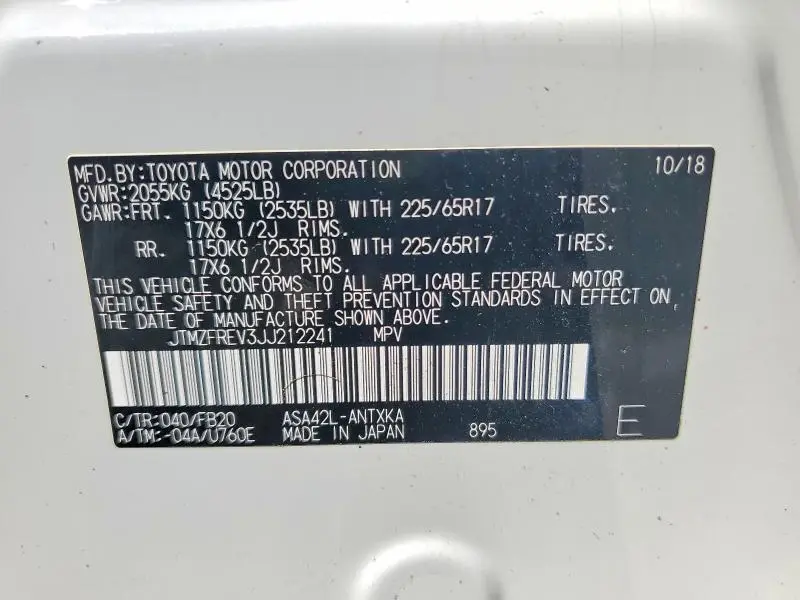 MFD.BY:TOYOTA MOTOR CORPORATION 10/18
GVWR:2055KG (4525LB)
GAWR:FRT. 1150KG (2535LB) WITH 225/65R17 TIRES.
17X6 1/2J RIMS.
RR. 1150KG (2535LB) WITH 225/65R17 TIRES.
17X6 1/2J RIMS.
THIS VEHICLE CONFORMS TO ALL APPLICABLE FEDERAL MOTOR
VEHICLE SAFETY AND THEFT PREVENTION STANDARDS IN EFFECT ON
THE DATE OF MANUFACTURE SHOWN ABOVE.
JTMZFREV3JJ212241 MPV
C/TR:040/FB20 ASA42L-ANTXKA
A/TM:-04A/U760E MADE IN JAPAN 895 E